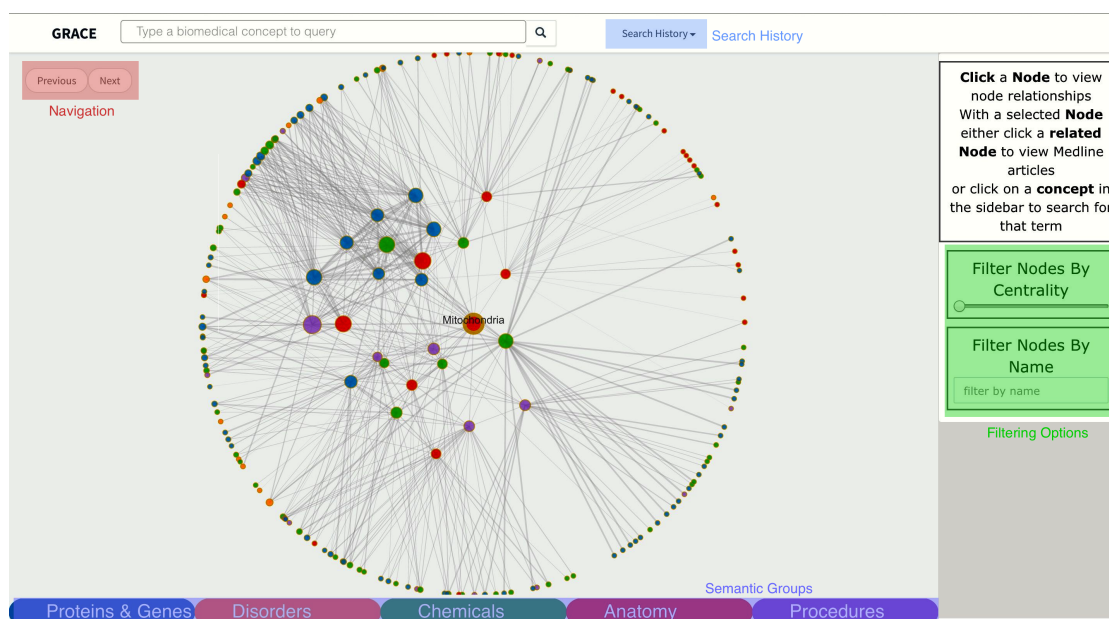 GRACE
Type a biomedical concept to query
Search History
Search History
Previous
Next
Navigation
Mitochondria
Click a Node to view
node relationships
With a selected Node
either click a related
Node to view Medline
articles
or click on a concept in
the sidebar to search for
that term
Filter Nodes By
Centrality
Filter Nodes By
Name
filter by name
Filtering Options
Semantic Groups
Proteins & Genes
Disorders
Chemicals
Anatomy
Procedures